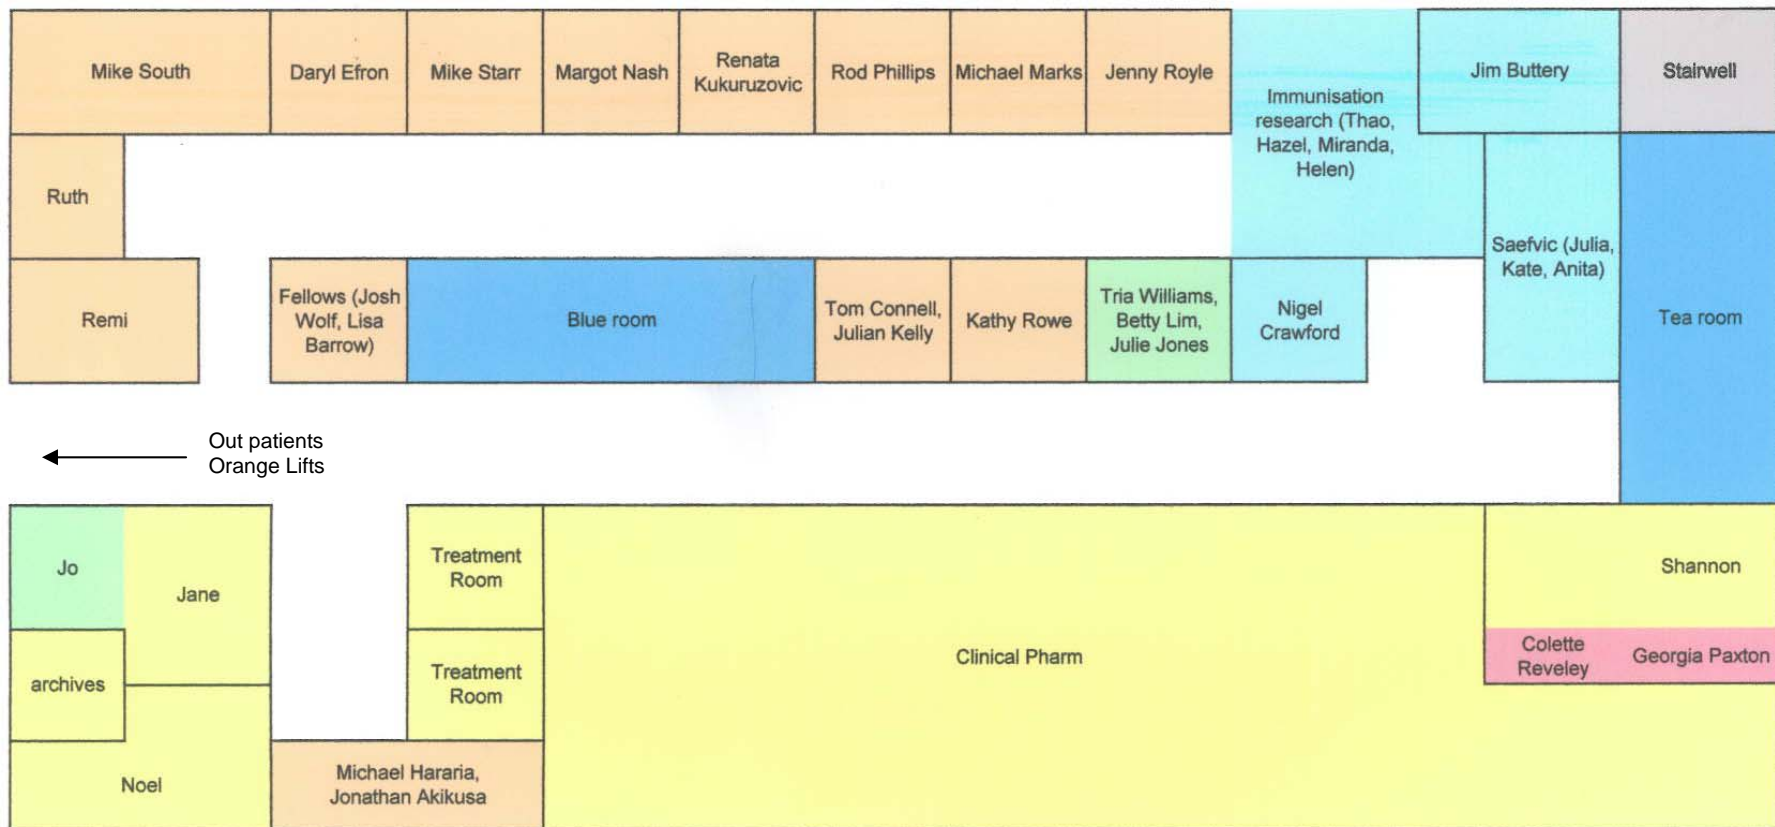 Mike South
Daryl Efron
Mike Starr
Margot Nash
Renata
Kukuruzovic
Rod Phillips
Michael Marks
Jenny Royle
Immunisation
research (Thao,
Hazel, Miranda,
Helen)
Jim Buttery
Stairwell
Ruth
Remi
Fellows (Josh
Wolf, Lisa
Barrow)
Blue room
Tom Connell,
Julian Kelly
Kathy Rowe
Tria Williams,
Betty Lim,
Julie Jones
Nigel
Crawford
Saefvic (Julia,
Kate, Anita)
Tea room
Out patients
Orange Lifts
Jo
Jane
Treatment
Room
archives
Treatment
Room
Noel
Michael Hararia,
Jonathan Akikusa
Clinical Pharm
Shannon
Colette
Reveley
Georgia Paxton